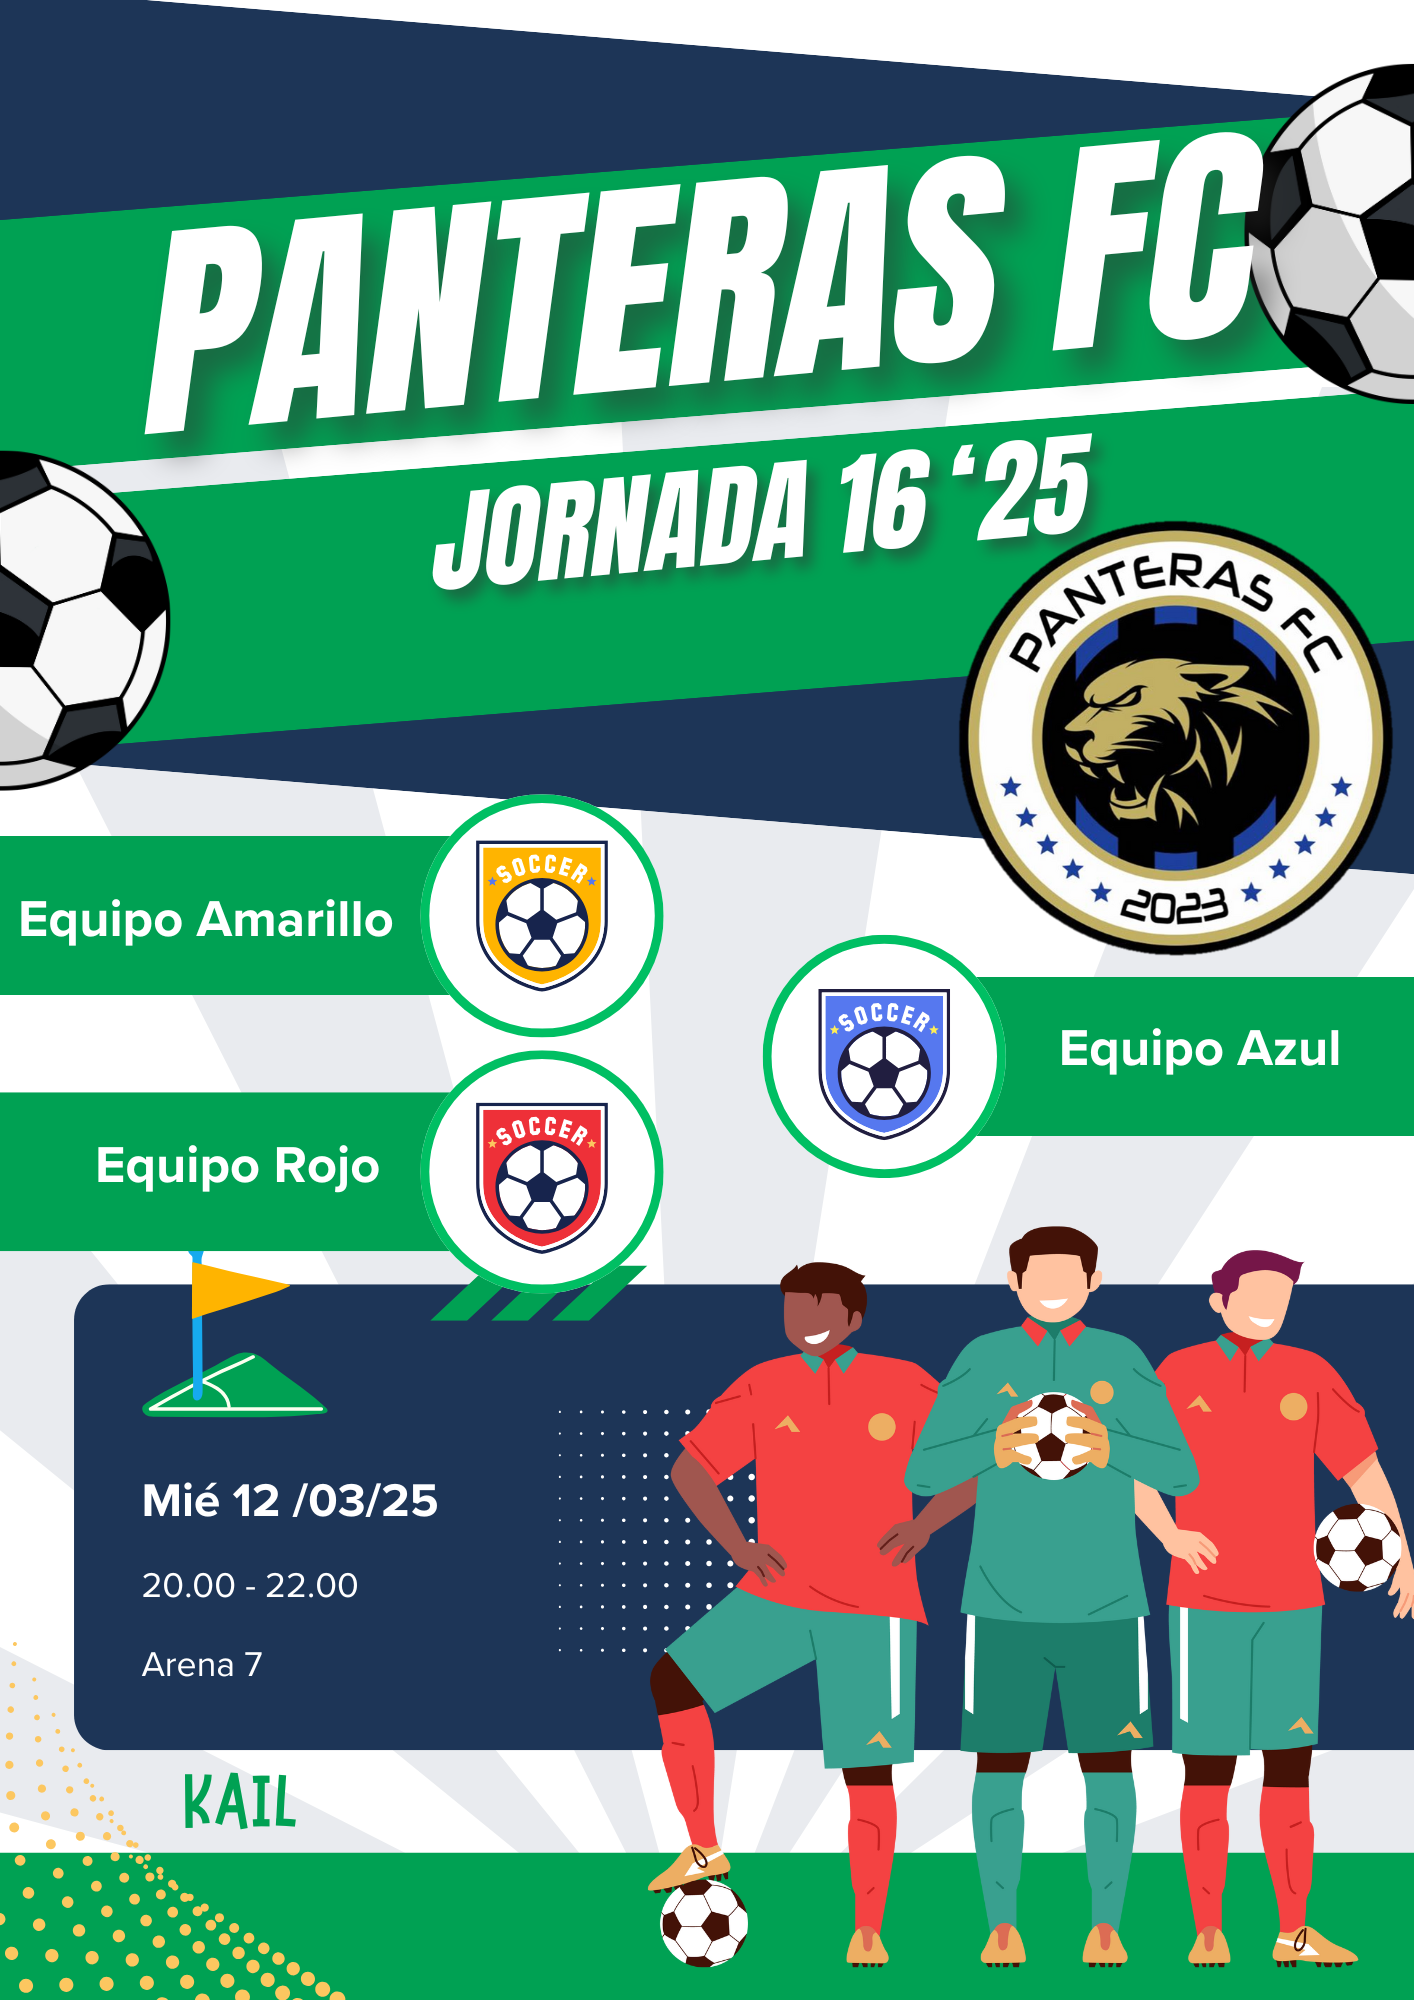 PANTERAS FC
JORNADA 16 ‘25
PANTERAS FC
2023
SOCCER
Equipo Amarillo
SOCCER
Equipo Azul
SOCCER
Equipo Rojo
Mié 12 /03/25
20.00 - 22.00
Arena 7
KAIL